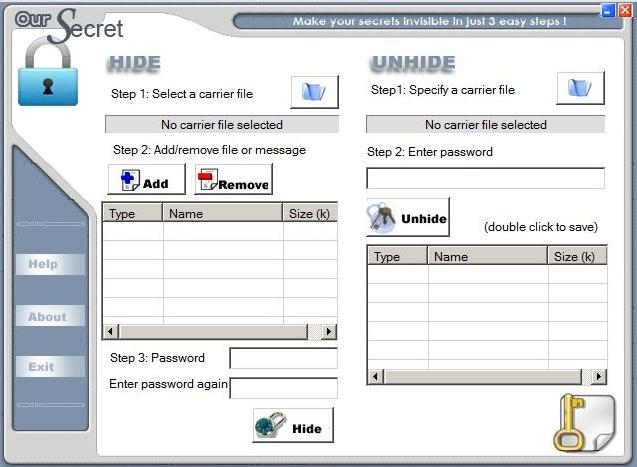 Our Secret
Make your secrets invisible in just 3 easy steps !
HIDE
Step 1: Select a carrier file
No carrier file selected
Step 2: Add/remove file or message
Add Remove
Type Name Size (k)
Step 3: Password
Enter password again
Hide
UNHIDE
Step1: Specify a carrier file
No carrier file selected
Step 2: Enter password
Unhide (double click to save)
Type Name Size (k)
Help
About
Exit